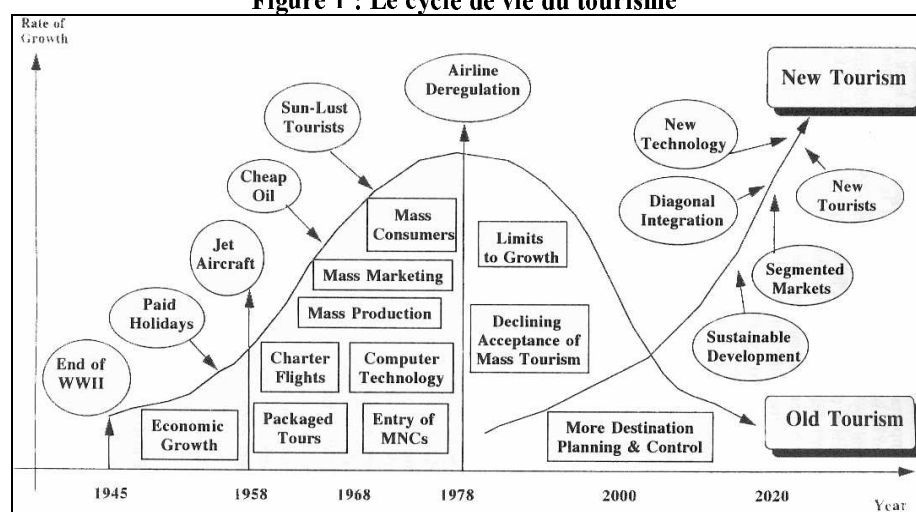 Figure 1 : Le cycle de vie du tourisme
Rate of
Growth
Airline
Deregulation
New Tourism
Sun-Lust
Tourists
New
Technology
Cheap
Oil
Mass
Consumers
Diagonal
Integration
New
Tourists
Jet
Aircraft
Limits
to Growth
Mass Marketing
Segmented
Markets
Paid
Holidays
Mass Production
Declining
Acceptance of
Mass Tourism
Sustainable
Development
End of
WWII
Charter
Flights
Computer
Technology
Economic
Growth
Packaged
Tours
Entry of
MNCs
More Destination
Planning & Control
Old Tourism
1945
1958
1968
1978
2000
2020
Year